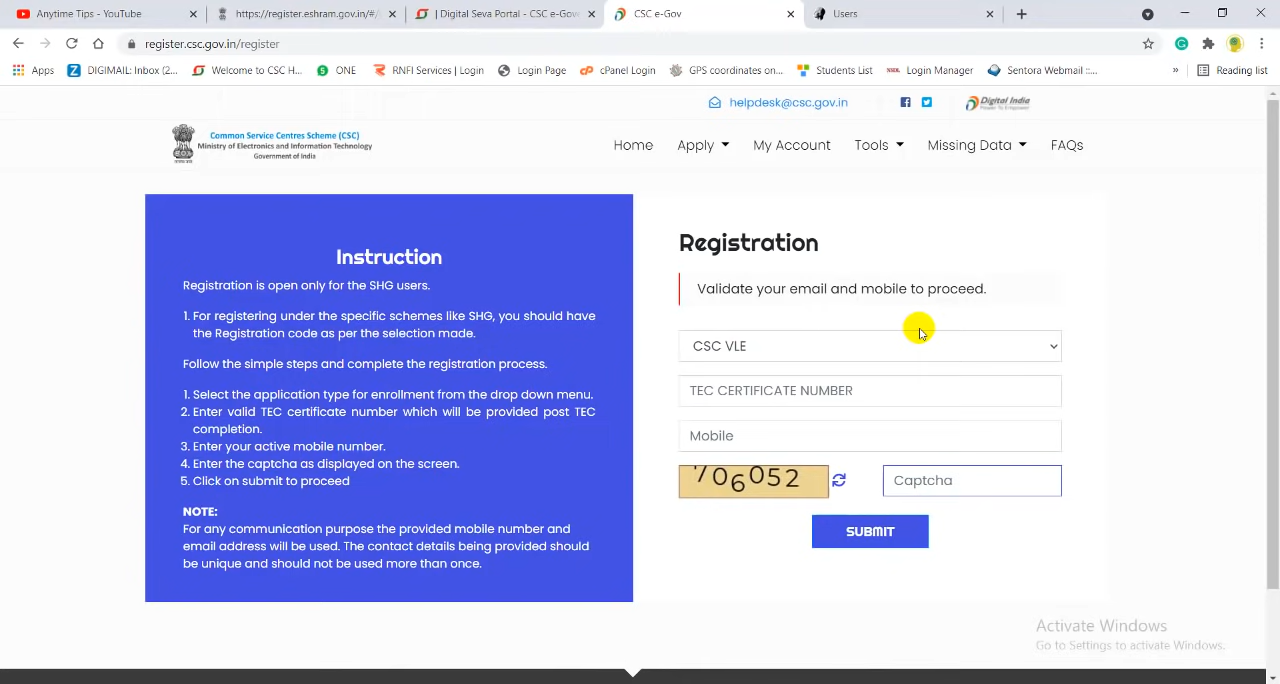 Anytime Tips - YouTube
https://register.eshram.gov.in/#/
| Digital Seva Portal - CSC e-Gov
CSC e-Gov
Users
register.csc.gov.in/register
Apps
DIGIMAIL: Inbox (2...
Welcome to CSC H...
ONE
RNFI Services | Login
Login Page
cPanel Login
GPS coordinates on...
Students List
NSDL Login Manager
Sentora Webmail ::...
»
Reading list
helpdesk@csc.gov.in
Digital India
Power To Empower
Common Service Centres Scheme (CSC)
Ministry of Electronics and Information Technology
Government of India
Home
Apply
My Account
Tools
Missing Data
FAQs
Instruction
Registration is open only for the SHG users.
1. For registering under the specific schemes like SHG, you should have
the Registration code as per the selection made.
Follow the simple steps and complete the registration process.
1. Select the application type for enrollment from the drop down menu.
2. Enter valid TEC certificate number which will be provided post TEC
completion.
3. Enter your active mobile number.
4. Enter the captcha as displayed on the screen.
5. Click on submit to proceed
NOTE:
For any communication purpose the provided mobile number and
email address will be used. The contact details being provided should
be unique and should not be used more than once.
Registration
Validate your email and mobile to proceed.
CSC VLE
TEC CERTIFICATE NUMBER
Mobile
706052
Captcha
SUBMIT
Activate Windows
Go to Settings to activate Windows.